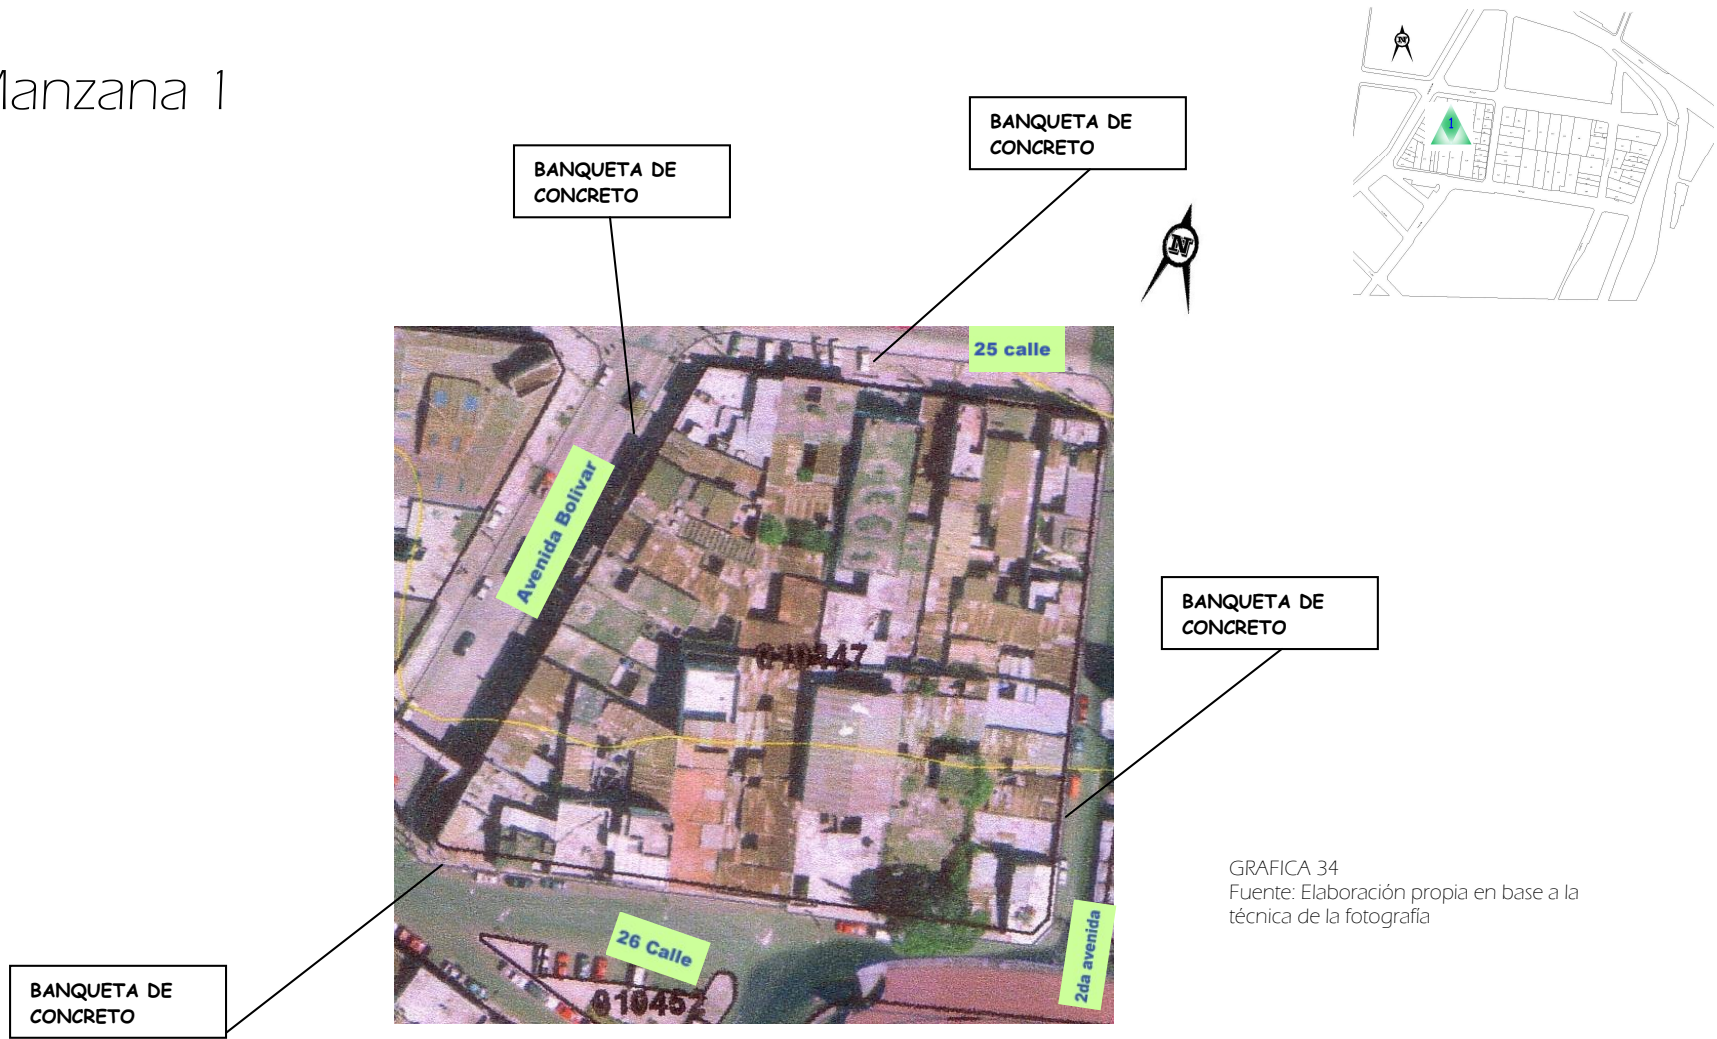 Manzana 1
1
BANQUETA DE
CONCRETO
BANQUETA DE
CONCRETO
N
25 calle
Avenida Bolivar
BANQUETA DE
CONCRETO
GRAFICA 34
Fuente: Elaboración propia en base a la
técnica de la fotografía
26 Calle
2da avenida
BANQUETA DE
CONCRETO